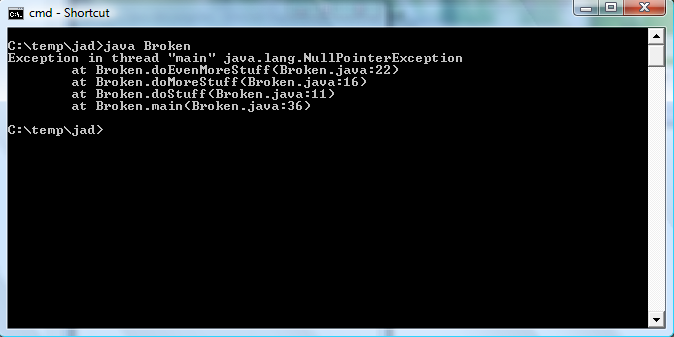 cmd - Shortcut
C:\temp\jad>java Broken
Exception in thread "main" java.lang.NullPointerException
        at Broken.doEvenMoreStuff(Broken.java:22)
        at Broken.doMoreStuff(Broken.java:16)
        at Broken.doStuff(Broken.java:11)
        at Broken.main(Broken.java:36)
C:\temp\jad>